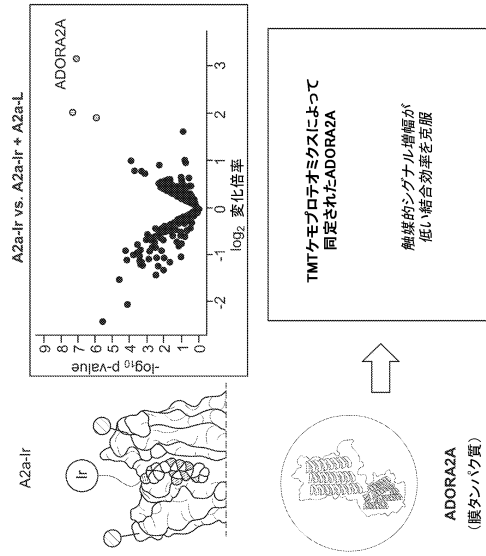 A2a-Ir
Ir
A2a-Ir vs. A2a-Ir + A2a-L
ADORA2A
-log₁₀ p-value
9
8
7
6
5
4
3
2
1
0
-2
-1
0
1
2
3
log₂ 変化倍率
ADORA2A
(膜タンパク質)
TMTケモプロテオミクスによって
同定されたADORA2A
触媒的シグナル増幅が
低い結合効率を克服